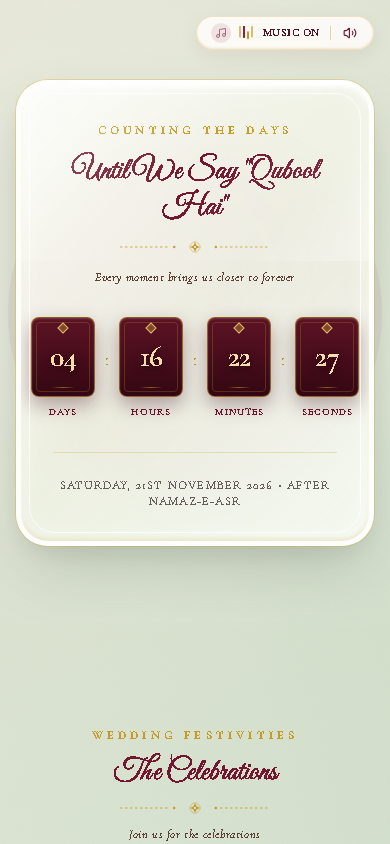 MUSIC ON
COUNTING THE DAYS
Until We Say "Qubool
Hai"
Every moment brings us closer to forever
04 : 16 : 22 : 27
DAYS HOURS MINUTES SECONDS
SATURDAY, 21ST NOVEMBER 2026 • AFTER
NAMAZ-E-ASR
WEDDING FESTIVITIES
The Celebrations
Join us for the celebrations